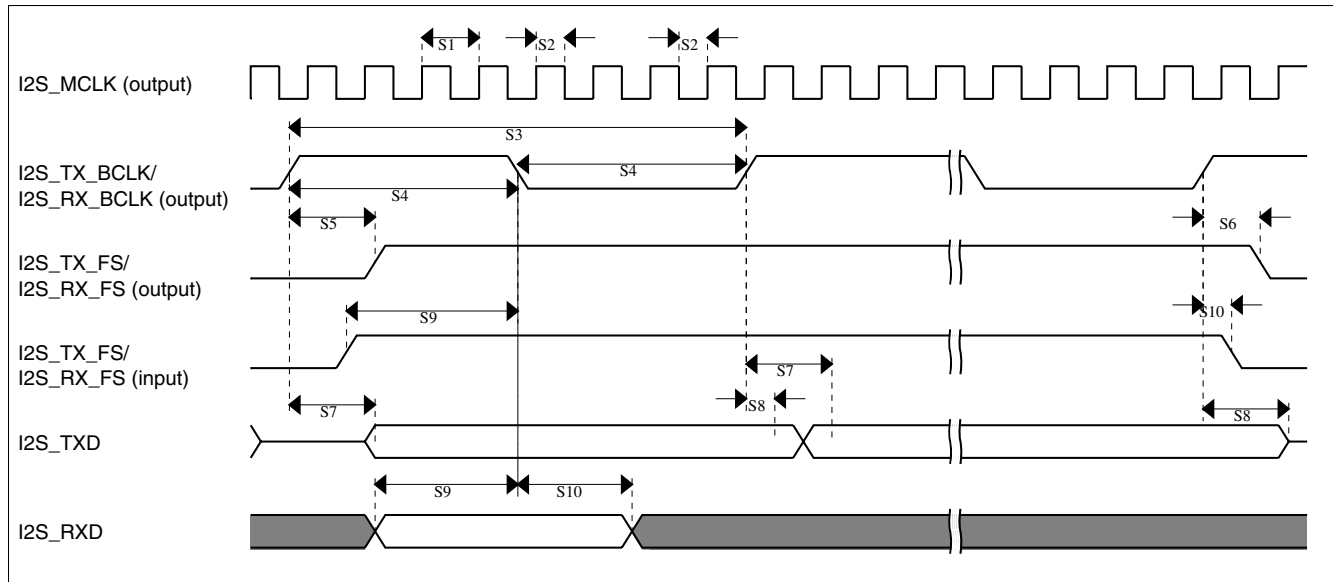 S1 S2 S2
I2S_MCLK (output)
S3
I2S_TX_BCLK/
I2S_RX_BCLK (output)
S4
S4
S5
S6
I2S_TX_FS/
I2S_RX_FS (output)
S9
S10
I2S_TX_FS/
I2S_RX_FS (input)
S7
S7
S8
S8
I2S_TXD
S9
S10
I2S_RXD